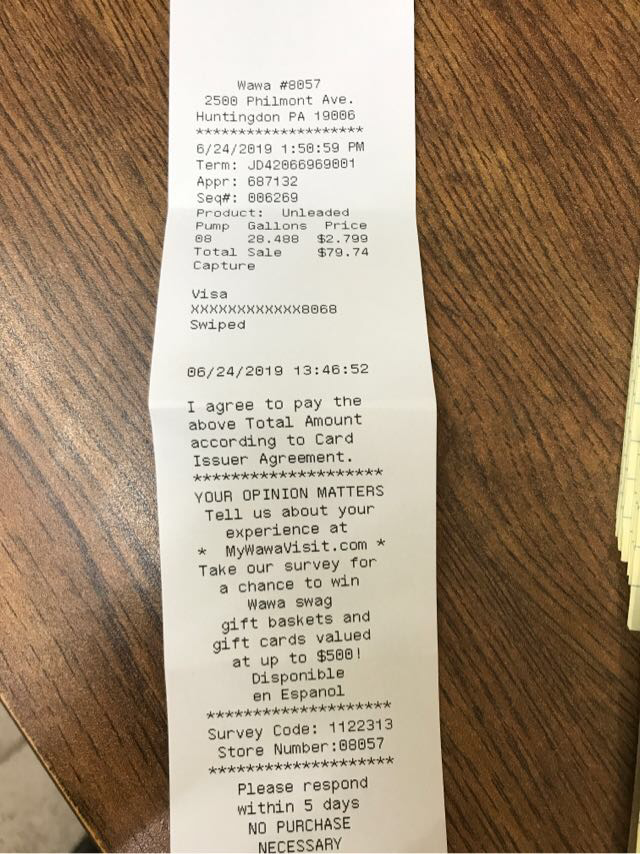 Wawa #8057
2500 Philmont Ave.
Huntingdon PA 19006
********************
6/24/2019 1:50:59 PM
Term: JD42066969001
Appr: 687132
Seq#: 006269
Product: Unleaded
Pump Gallons Price
08 28.488 $2.799
Total Sale $79.74
Capture
Visa
XXXXXXXXXXXX8068
Swiped
06/24/2019 13:46:52
I agree to pay the
above Total Amount
according to Card
Issuer Agreement.
********************
YOUR OPINION MATTERS
Tell us about your
experience at
* MyWawaVisit.com *
Take our survey for
a chance to win
Wawa swag
gift baskets and
gift cards valued
at up to $500!
Disponible
en Espanol
********************
Survey Code: 1122313
Store Number:08057
********************
Please respond
within 5 days
NO PURCHASE
NECESSARY